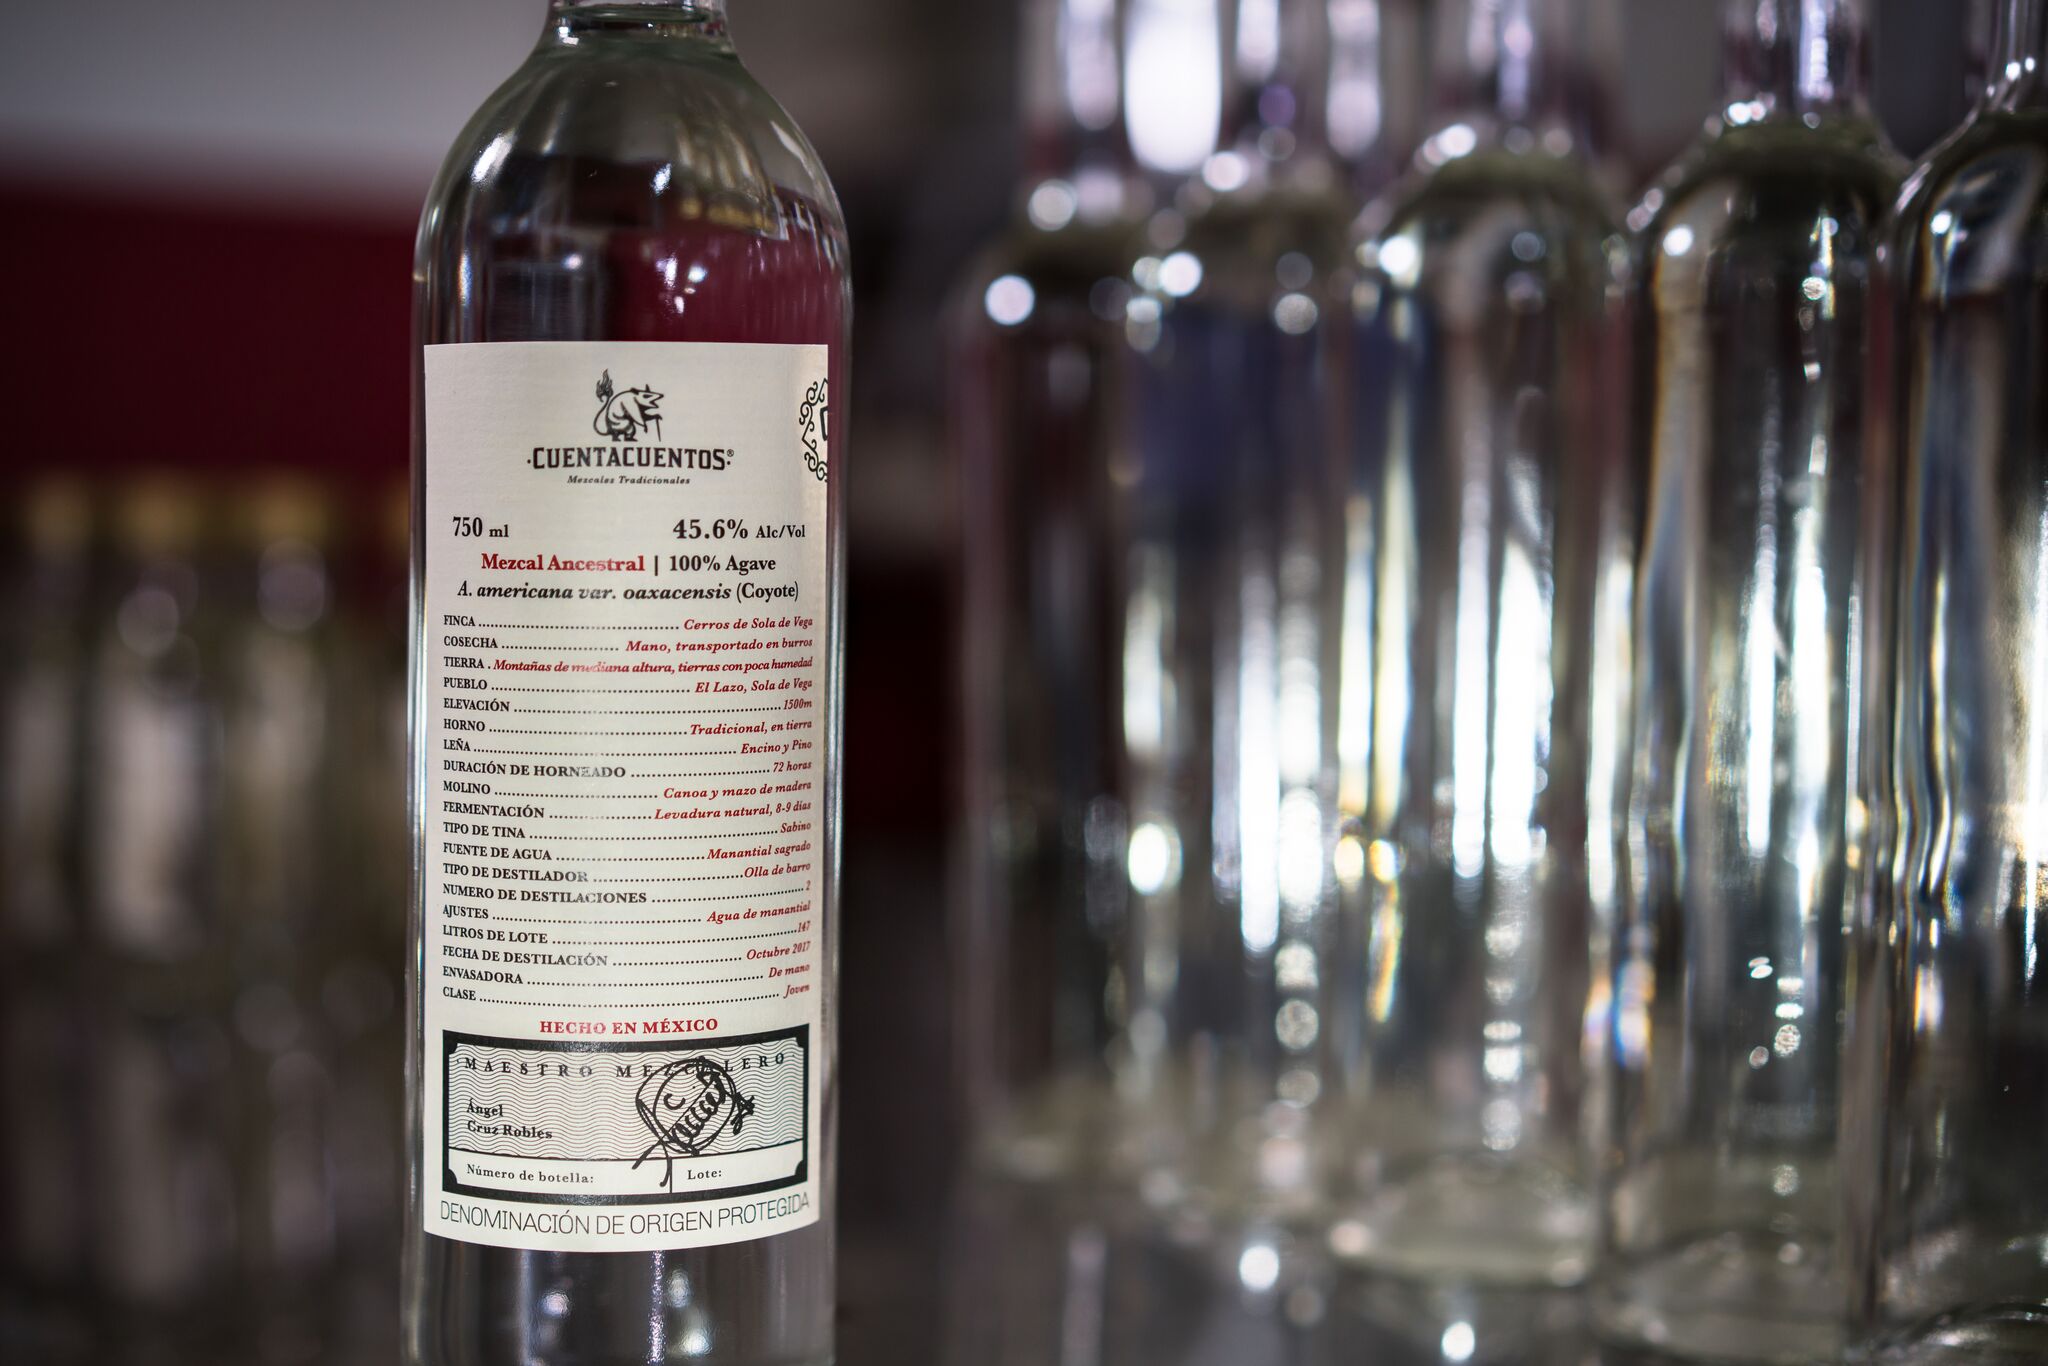 ·CUENTACUENTOS®
Mezcales Tradicionales
750 ml 45.6% Alc/Vol
Mezcal Ancestral | 100% Agave
A. americana var. oaxacensis (Coyote)
FINCA ........ Cerros de Sola de Vega
COSECHA ........ Mano, transportado en burros
TIERRA . Montañas de mediana altura, tierras con poca humedad
PUEBLO ........ El Lazo, Sola de Vega
ELEVACIÓN ........ 1500m
HORNO ........ Tradicional, en tierra
LEÑA ........ Encino y Pino
DURACIÓN DE HORNEADO ........ 72 horas
MOLINO ........ Canoa y mazo de madera
FERMENTACIÓN ........ Levadura natural, 8-9 días
TIPO DE TINA ........ Sabino
FUENTE DE AGUA ........ Manantial sagrado
TIPO DE DESTILADOR ........ Olla de barro
NUMERO DE DESTILACIONES ........ 2
AJUSTES ........ Agua de manantial
LITROS DE LOTE ........ 147
FECHA DE DESTILACIÓN ........ Octubre 2017
ENVASADORA ........ De mano
CLASE ........ Joven
HECHO EN MÉXICO
·MAESTRO MEZCALERO·
Ángel
Cruz Robles
Número de botella: Lote:
DENOMINACIÓN DE ORIGEN PROTEGIDA